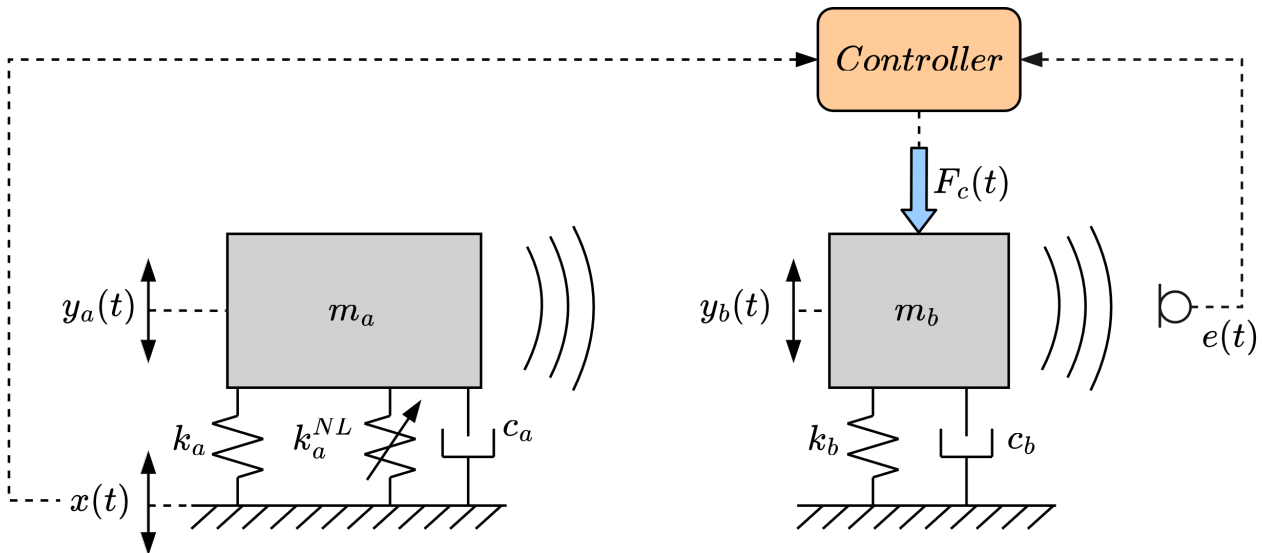 Controller
F_c(t)
y_a(t)
m_a
y_b(t)
m_b
e(t)
k_a
k_a^{NL}
c_a
k_b
c_b
x(t)